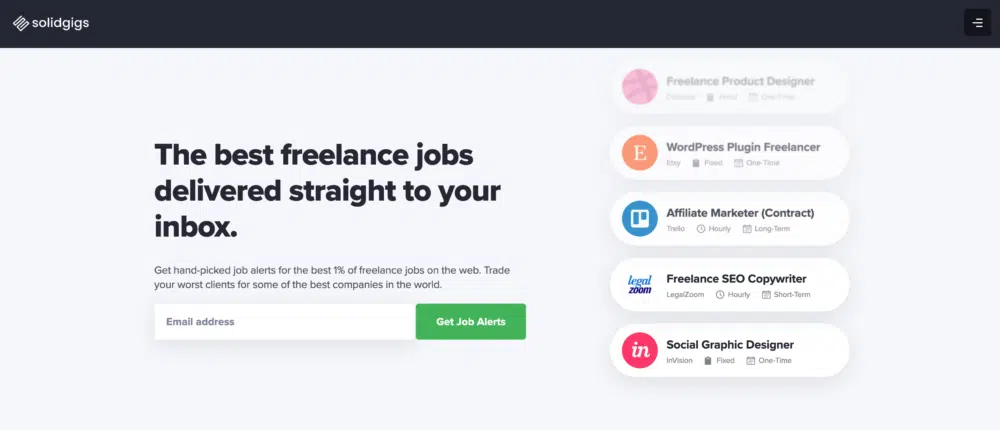 solidgigs
The best freelance jobs
delivered straight to your
inbox.
Get hand-picked job alerts for the best 1% of freelance jobs on the web. Trade
your worst clients for some of the best companies in the world.
Email address
Get Job Alerts
Freelance Product Designer
One-Time
WordPress Plugin Freelancer
E
Etsy Fixed One-Time
Affiliate Marketer (Contract)
Trello Hourly Long-Term
legal
zoom
Freelance SEO Copywriter
LegalZoom Hourly Short-Term
in
Social Graphic Designer
InVision Fixed One-Time